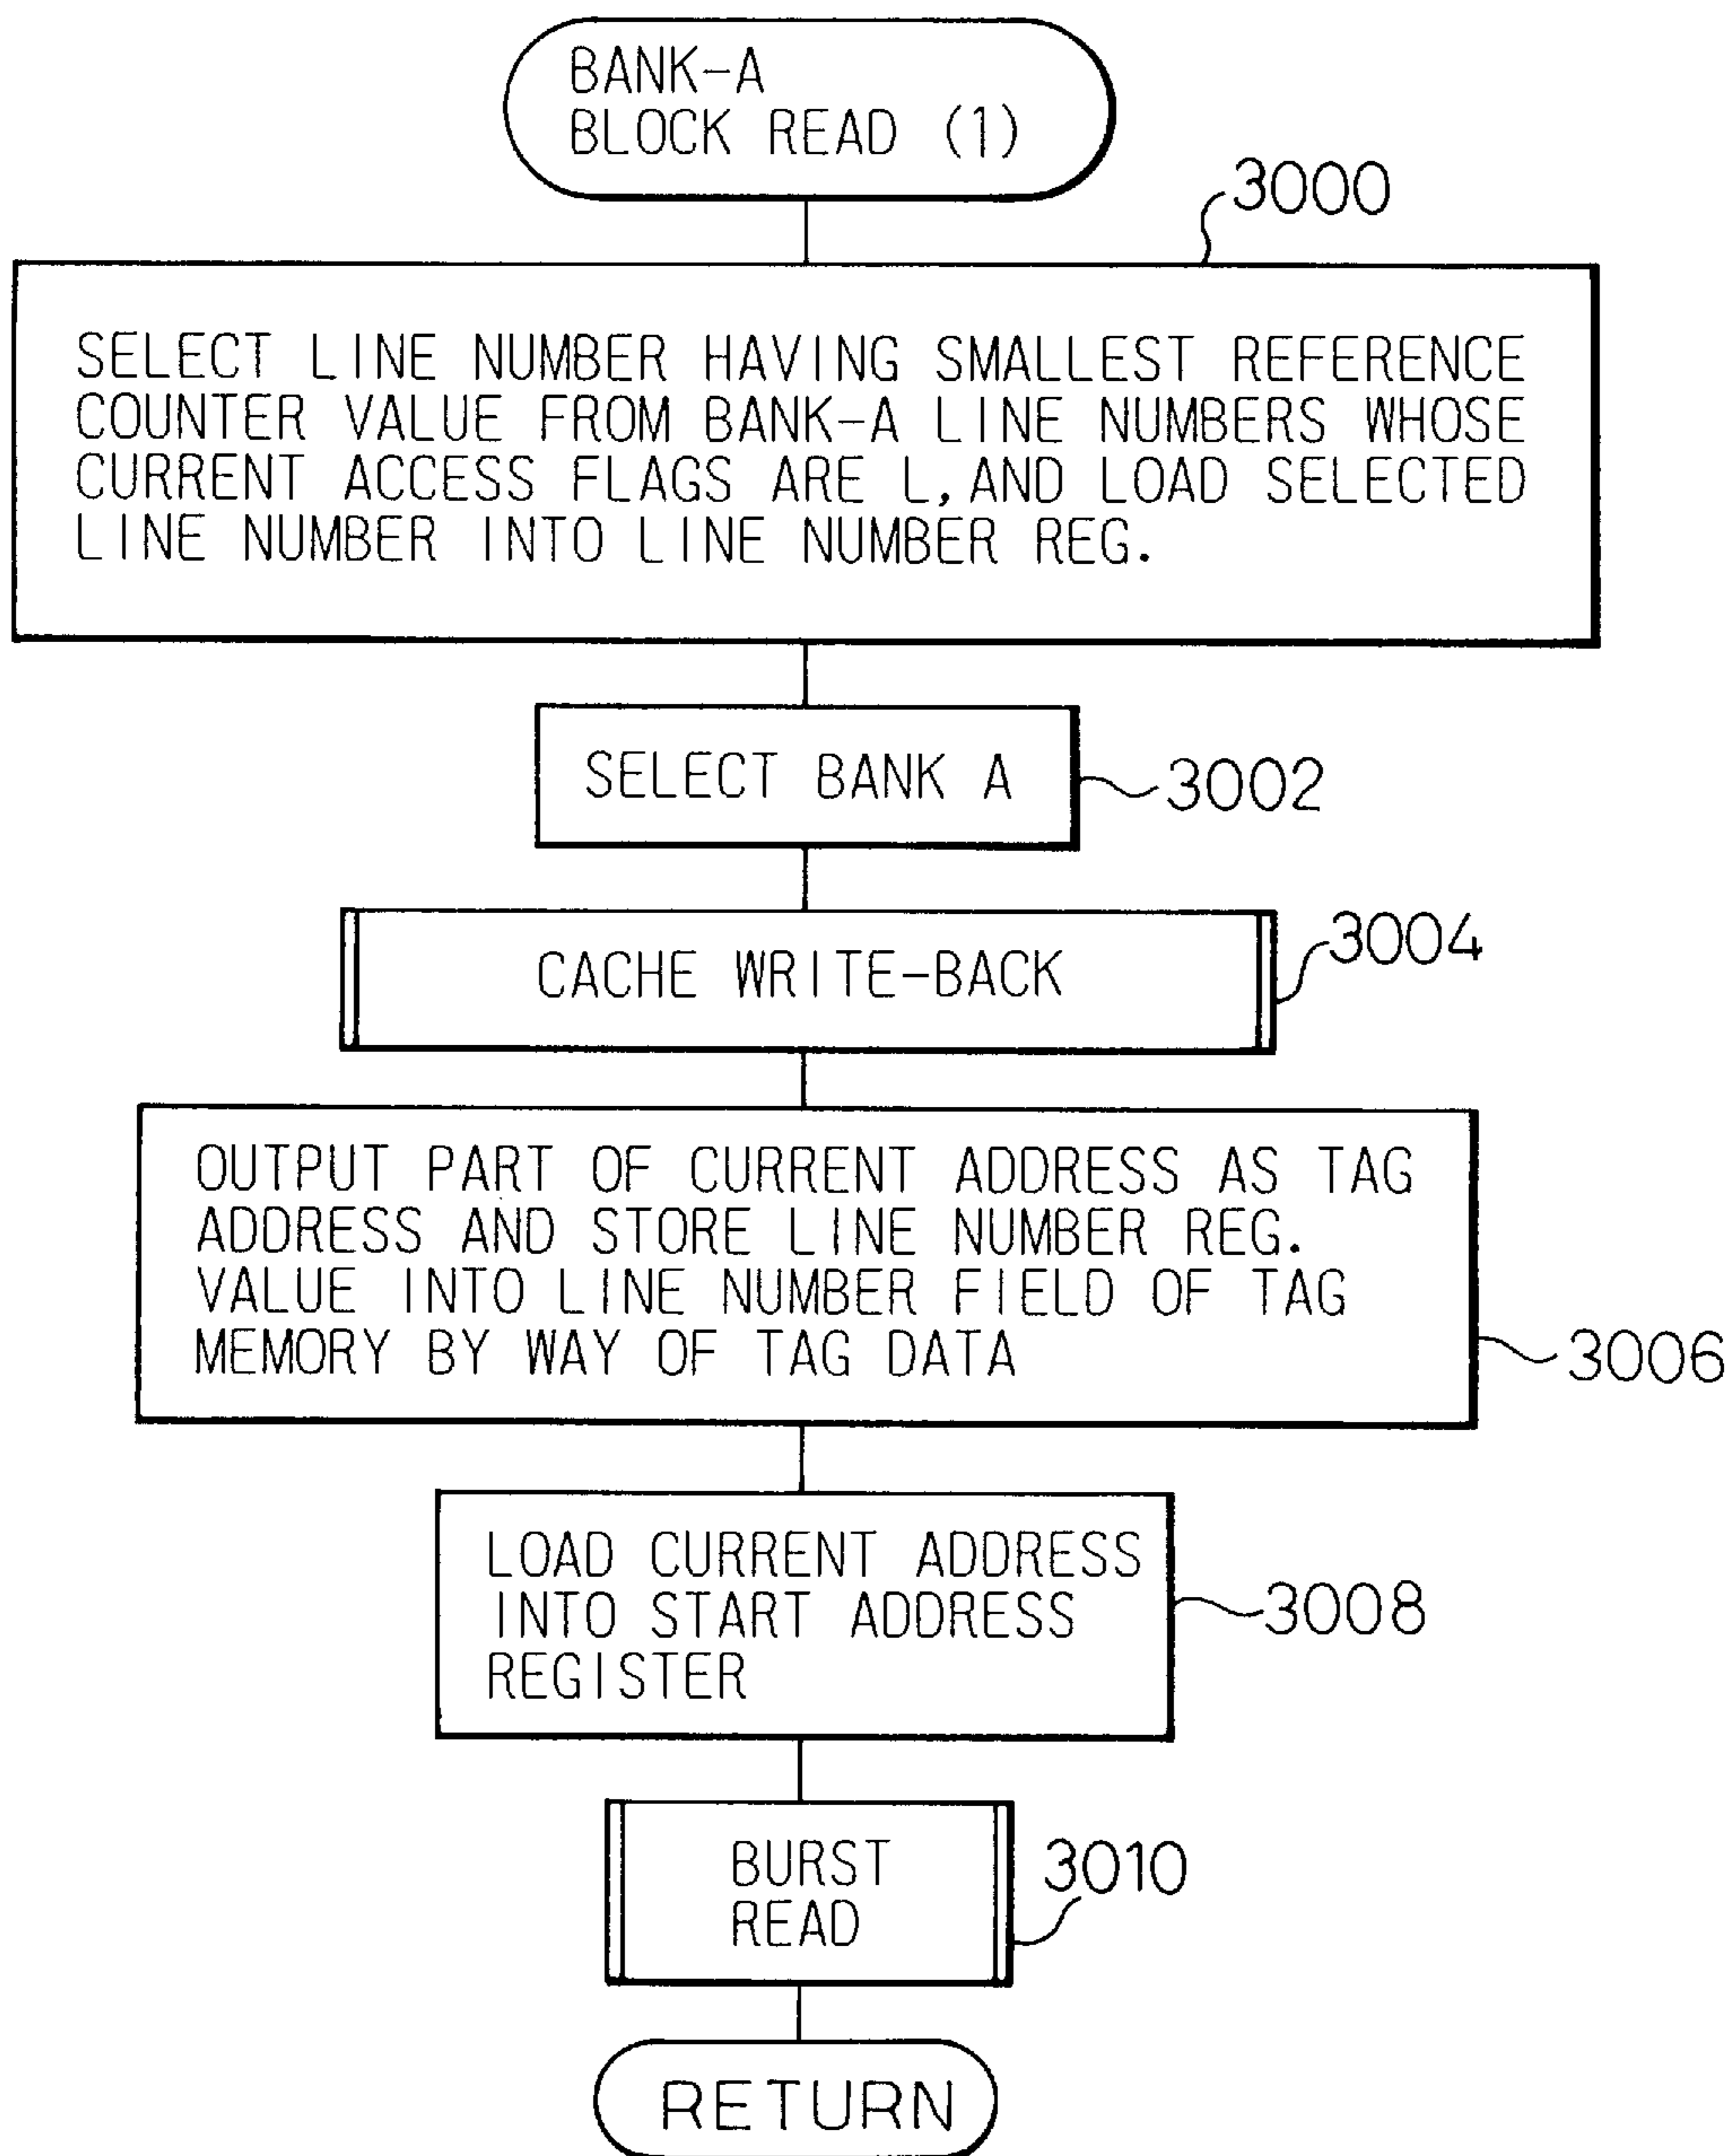 BANK-A
BLOCK READ (1)
3000
SELECT LINE NUMBER HAVING SMALLEST REFERENCE
COUNTER VALUE FROM BANK-A LINE NUMBERS WHOSE
CURRENT ACCESS FLAGS ARE L, AND LOAD SELECTED
LINE NUMBER INTO LINE NUMBER REG.
SELECT BANK A
3002
CACHE WRITE-BACK
3004
OUTPUT PART OF CURRENT ADDRESS AS TAG
ADDRESS AND STORE LINE NUMBER REG.
VALUE INTO LINE NUMBER FIELD OF TAG
MEMORY BY WAY OF TAG DATA
3006
LOAD CURRENT ADDRESS
INTO START ADDRESS
REGISTER
3008
BURST
READ
3010
RETURN